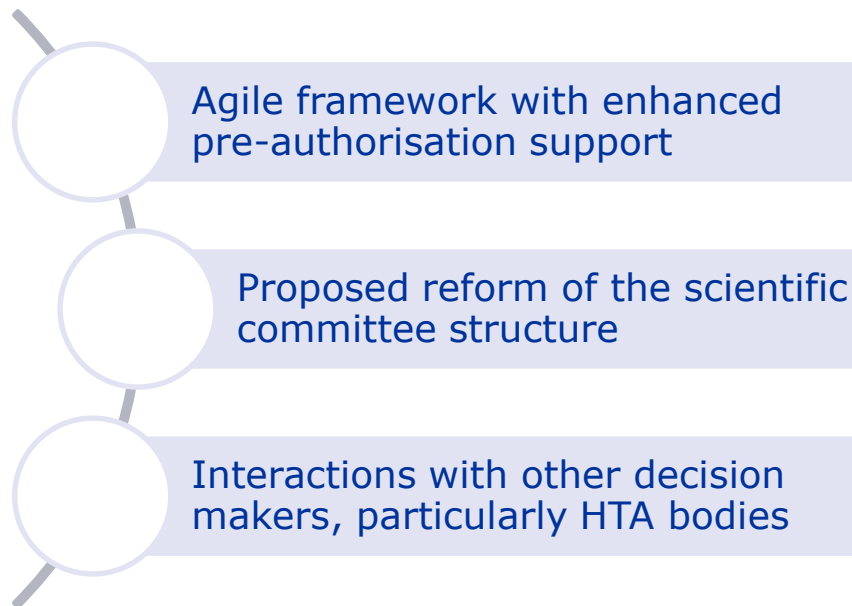 Agile framework with enhanced
pre-authorisation support
Proposed reform of the scientific
committee structure
Interactions with other decision
makers, particularly HTA bodies